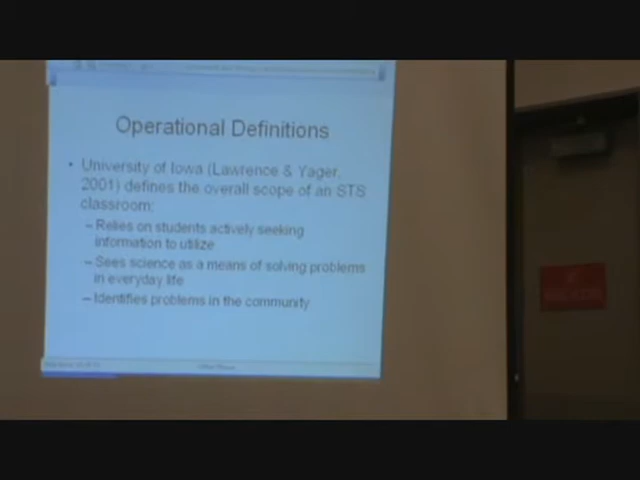 Operational Definitions
• University of Iowa (Lawrence & Yager,
2001) defines the overall scope of an STS
classroom:
– Relies on students actively seeking
information to utilize
– Sees science as a means of solving problems
in everyday life
– Identifies problems in the community